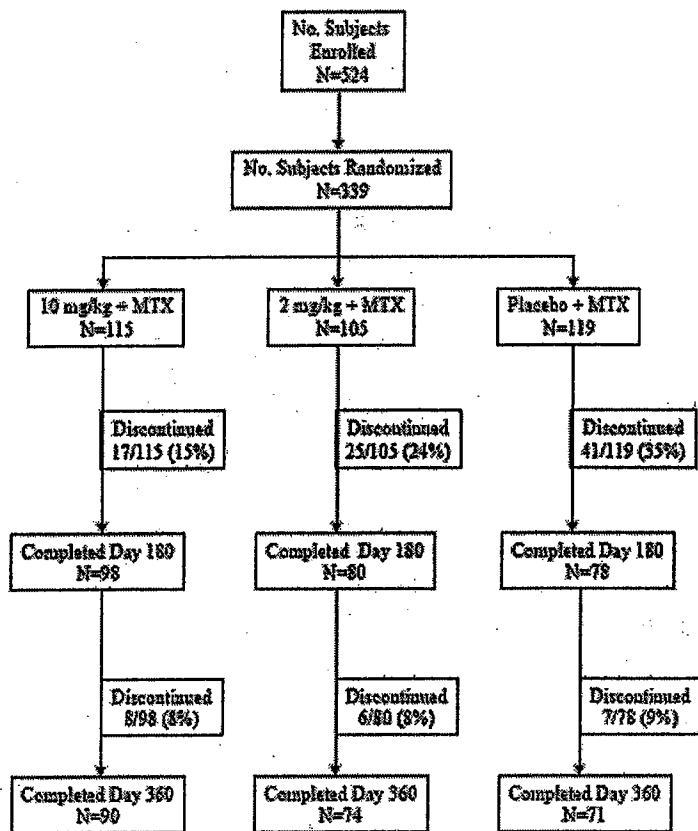 No. Subjects
Enrolled
N=524
No. Subjects Randomized
N=339
10 mg/kg + MTX
N=115
2 mg/kg + MTX
N=105
Placebo + MTX
N=119
Discontinued
17/115 (15%)
Discontinued
25/105 (24%)
Discontinued
41/119 (35%)
Completed Day 180
N=98
Completed Day 180
N=80
Completed Day 180
N=78
Discontinued
8/98 (8%)
Discontinued
6/80 (8%)
Discontinued
7/78 (9%)
Completed Day 360
N=90
Completed Day 360
N=74
Completed Day 360
N=71